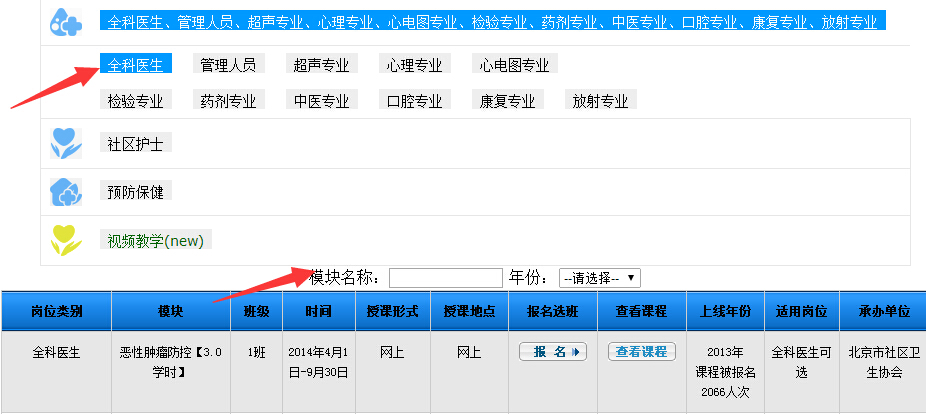 全科医生、管理人员、超声专业、心理专业、心电图专业、检验专业、药剂专业、中医专业、口腔专业、康复专业、放射专业、
全科医生 管理人员 超声专业 心理专业 心电图专业
检验专业 药剂专业 中医专业 口腔专业 康复专业 放射专业
社区护士
预防保健
视频教学(new)
模块名称： 年份： --请选择--
岗位类别 模块 班级 时间 授课形式 授课地点 报名选班 查看课程 上线年份 适用岗位 承办单位
全科医生 恶性肿瘤防控【3.0学时】 1班 2014年4月1日-9月30日 网上 网上 报 名 查看课程 2013年 课程被报名2066人次 全科医生可选 北京市社区卫生协会